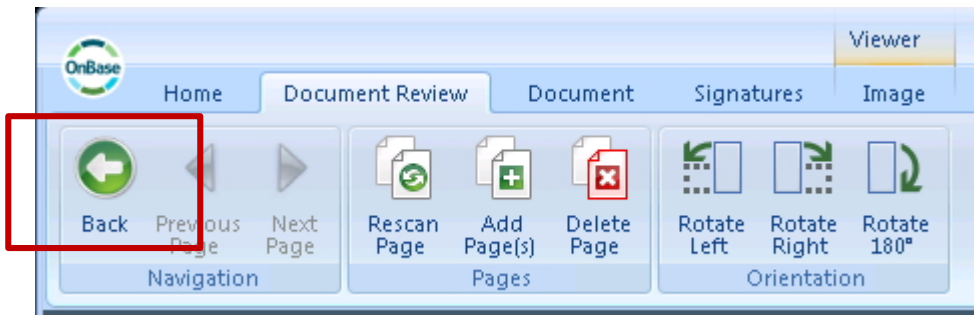 Viewer
OnBase
Home Document Review Document Signatures Image
Back Previous Page Next Page Rescan Page Add Page(s) Delete Page Rotate Left Rotate Right Rotate 180°
Navigation Pages Orientation